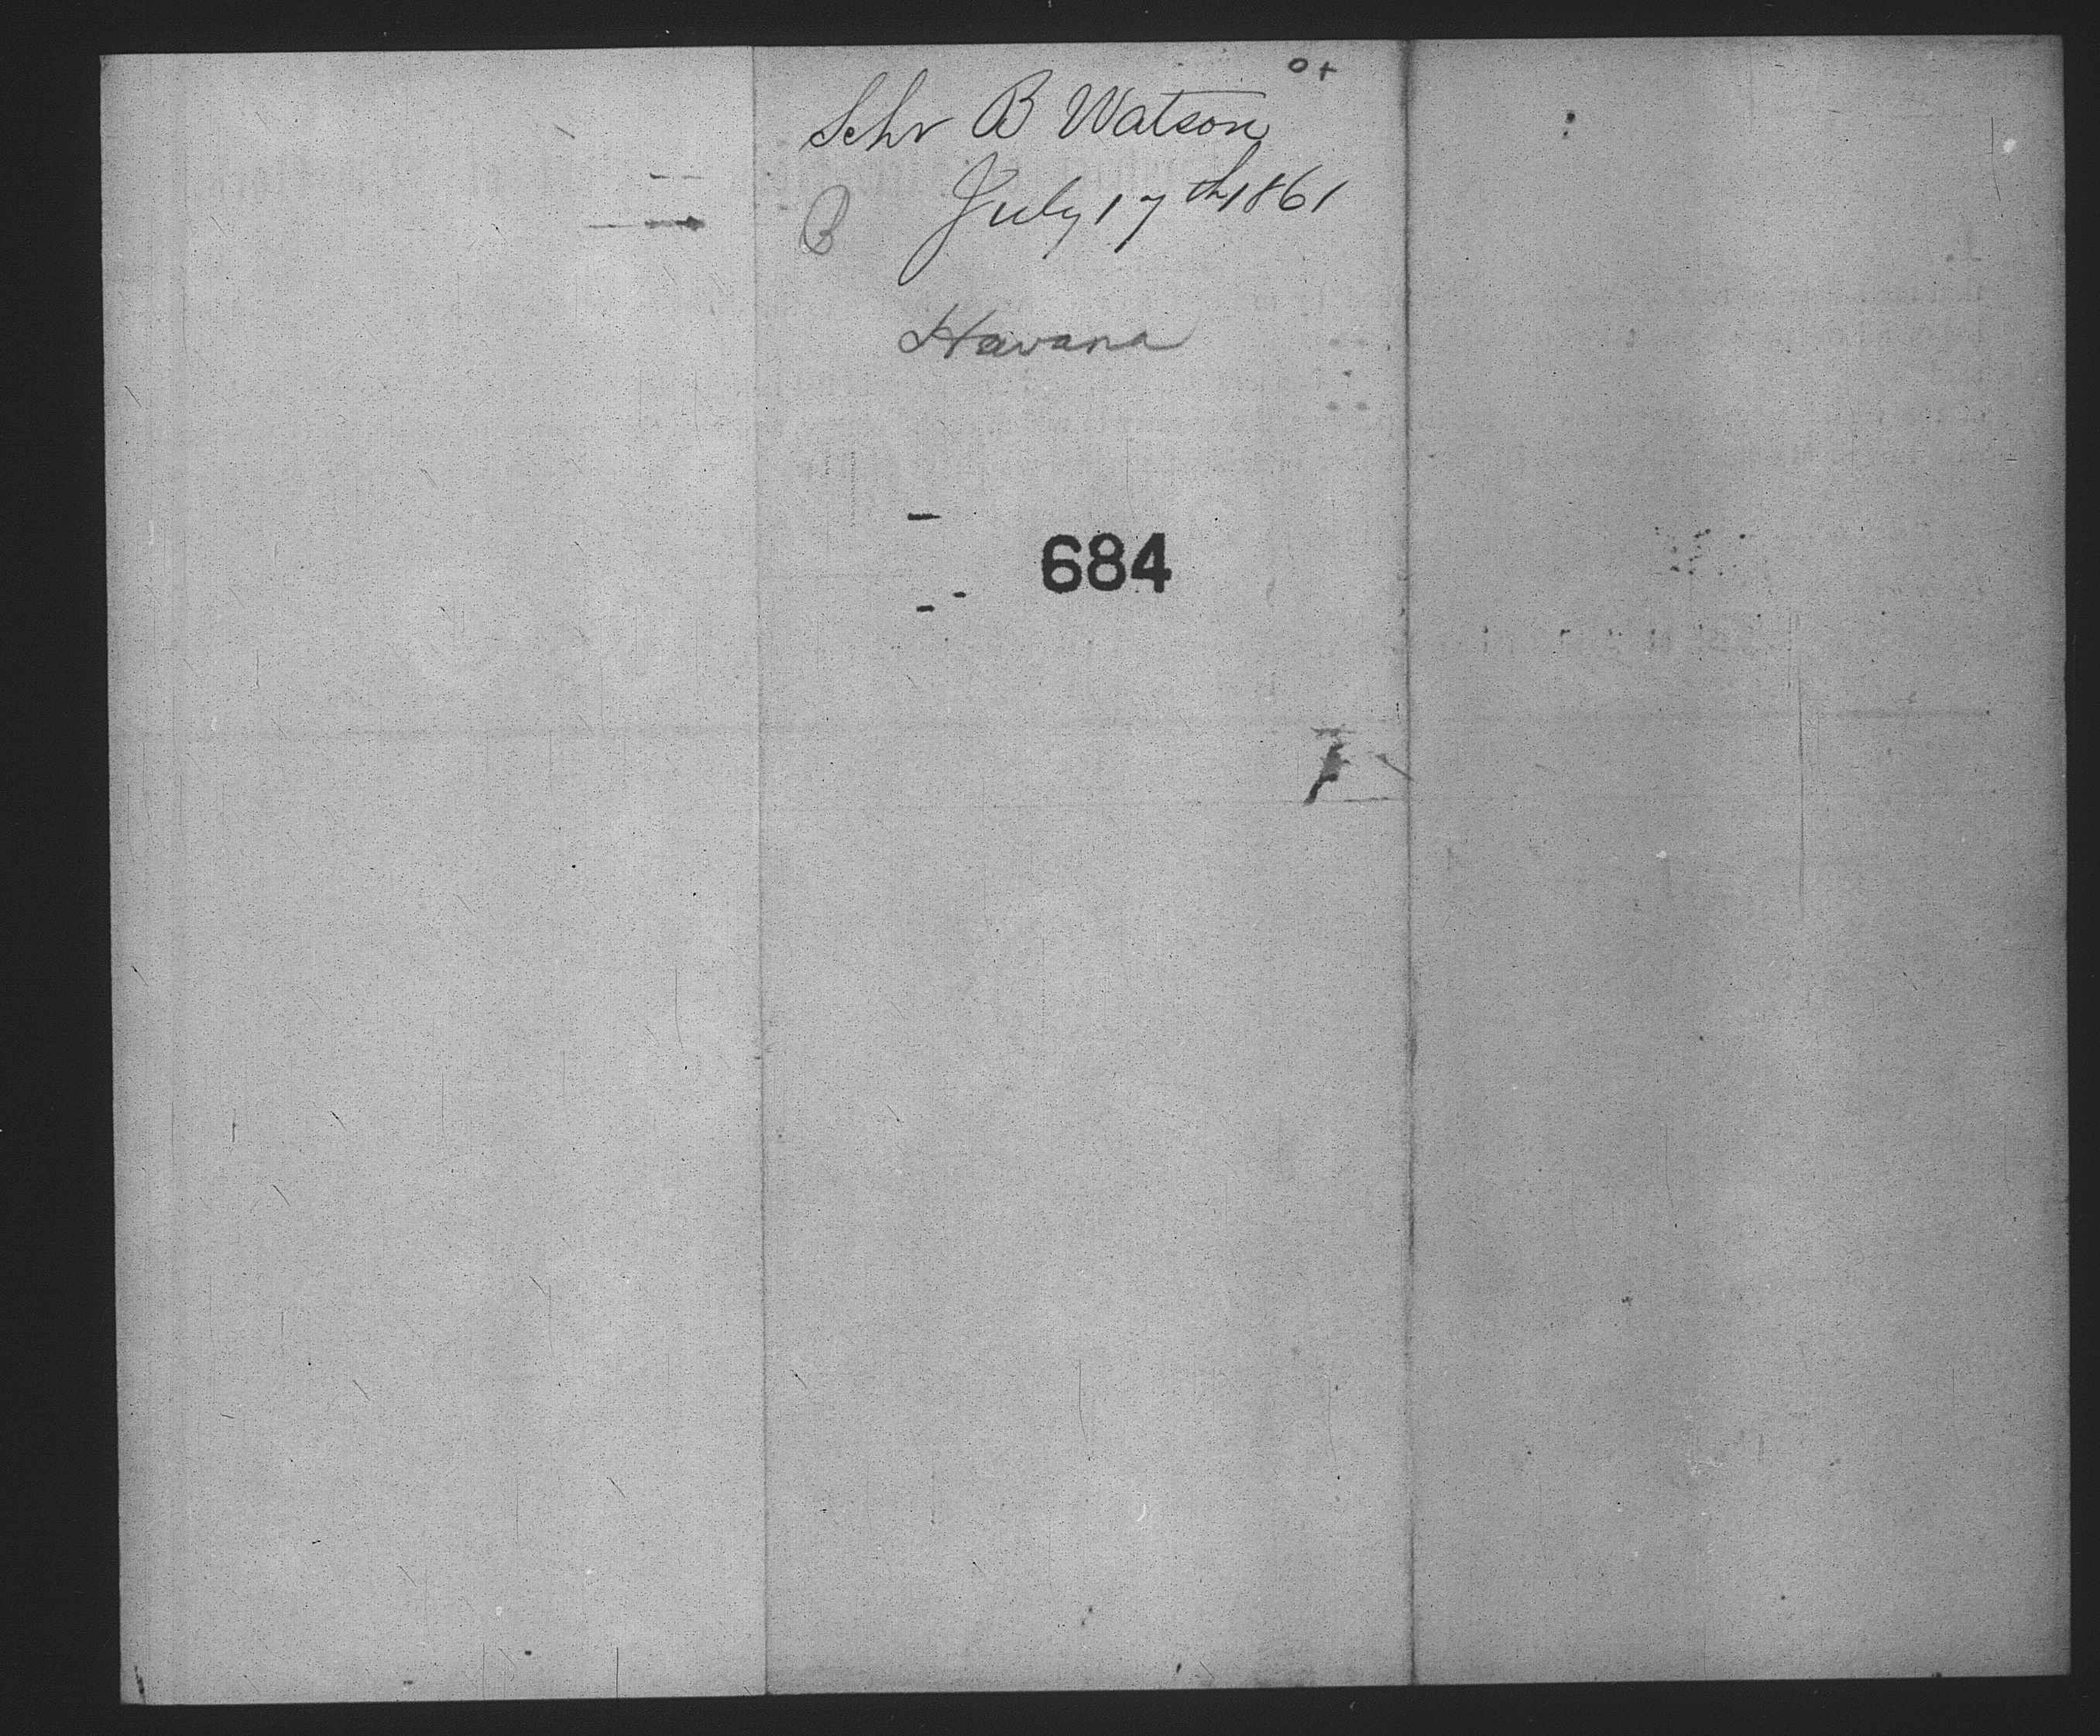 o +
Schr B Watson
July 17th 1861
B
Havana
684